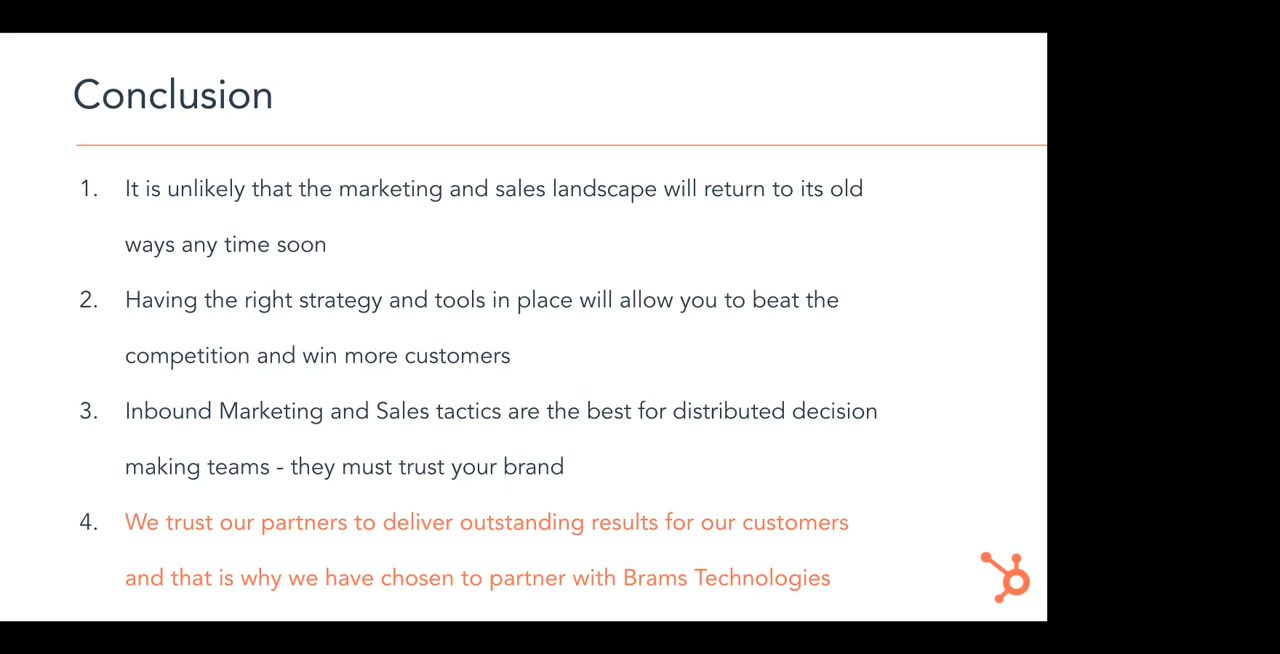 Conclusion
1. It is unlikely that the marketing and sales landscape will return to its old
ways any time soon
2. Having the right strategy and tools in place will allow you to beat the
competition and win more customers
3. Inbound Marketing and Sales tactics are the best for distributed decision
making teams - they must trust your brand
4. We trust our partners to deliver outstanding results for our customers
and that is why we have chosen to partner with Brams Technologies